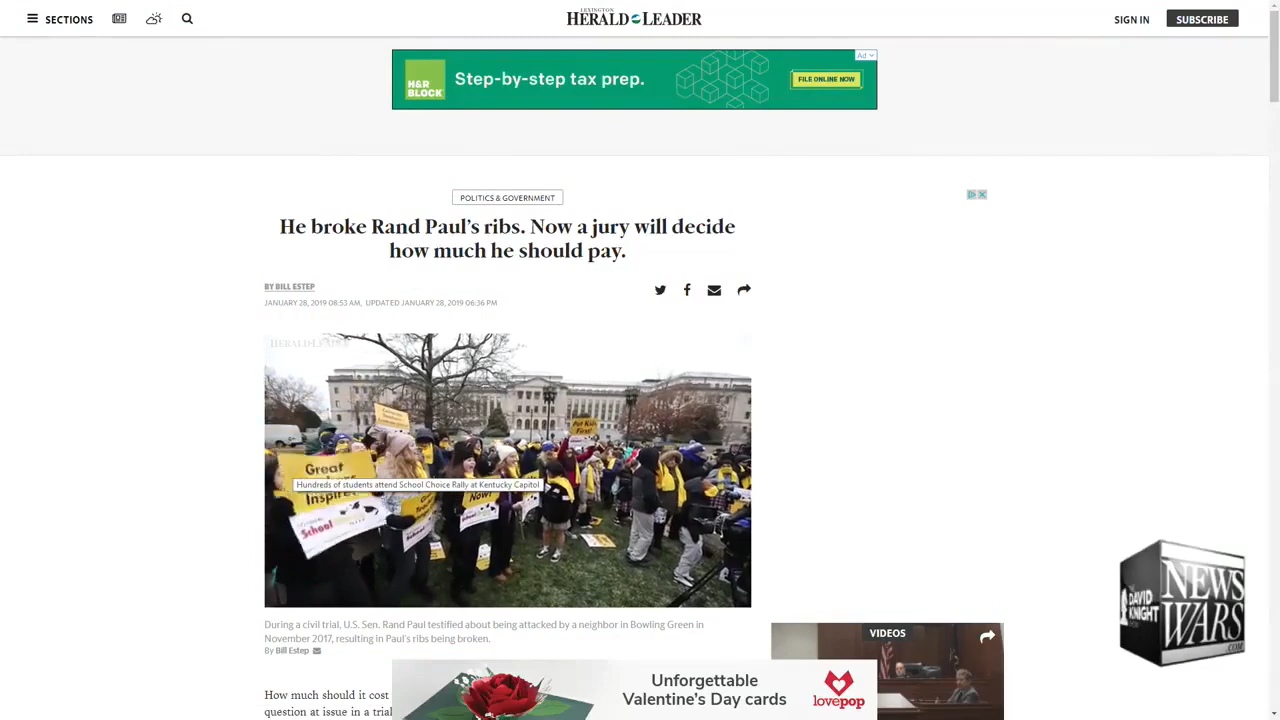 SECTIONS
LEXINGTON
HERALD LEADER
SIGN IN
SUBSCRIBE
Ad
H&R
BLOCK
Step-by-step tax prep.
FILE ONLINE NOW
POLITICS & GOVERNMENT
He broke Rand Paul's ribs. Now a jury will decide
how much he should pay.
BY BILL ESTEP
JANUARY 28, 2019 08:53 AM, UPDATED JANUARY 28, 2019 06:36 PM
HERALD-LEADER
Put Kids
First!
Great
Inspire
Hundreds of students attend School Choice Rally at Kentucky Capitol
Now!
School
During a civil trial, U.S. Sen. Rand Paul testified about being attacked by a neighbor in Bowling Green in
November 2017, resulting in Paul's ribs being broken.
By Bill Estep
VIDEOS
How much should it cost
question at issue in a trial
Unforgettable
Valentine's Day cards
lovepop
THE
DAVID
KNIGHT
SHOW
NEWS
WARS
.COM